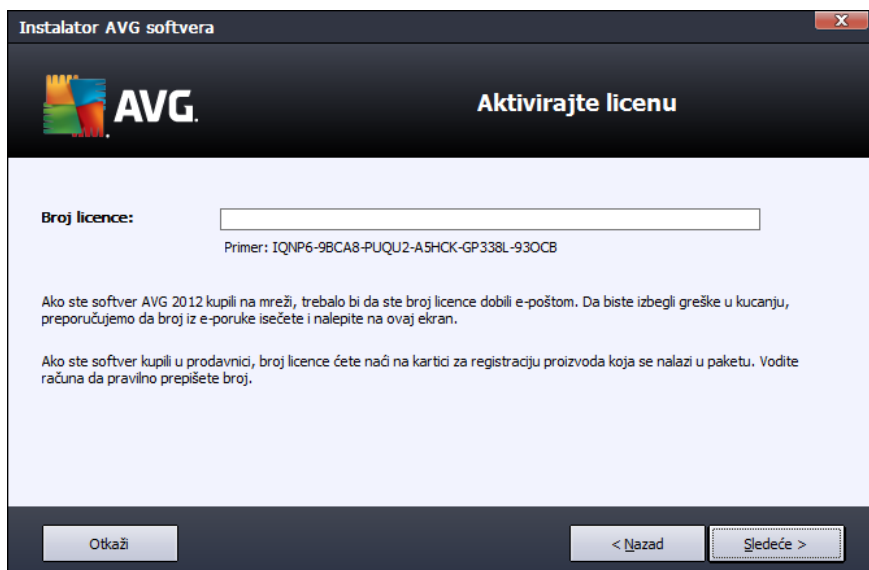 Instalator AVG softvera
X
AVG.
Aktivirajte licenu
Broj licence:
Primer: IQNP6-9BCA8-PUQU2-A5HCK-GP338L-93OCB
Ako ste softver AVG 2012 kupili na mreži, trebalo bi da ste broj licence dobili e-poštom. Da biste izbegli greške u kucanju,
preporučujemo da broj iz e-poruke isečete i nalepite na ovaj ekran.
Ako ste softver kupili u prodavnici, broj licence ćete naći na kartici za registraciju proizvoda koja se nalazi u paketu. Vodite
računa da pravilno prepišete broj.
Otkaži
< Nazad
Sledeće >